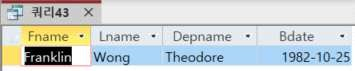 쿼리43
Fname Lname Depname Bdate
Franklin Wong Theodore 1982-10-25